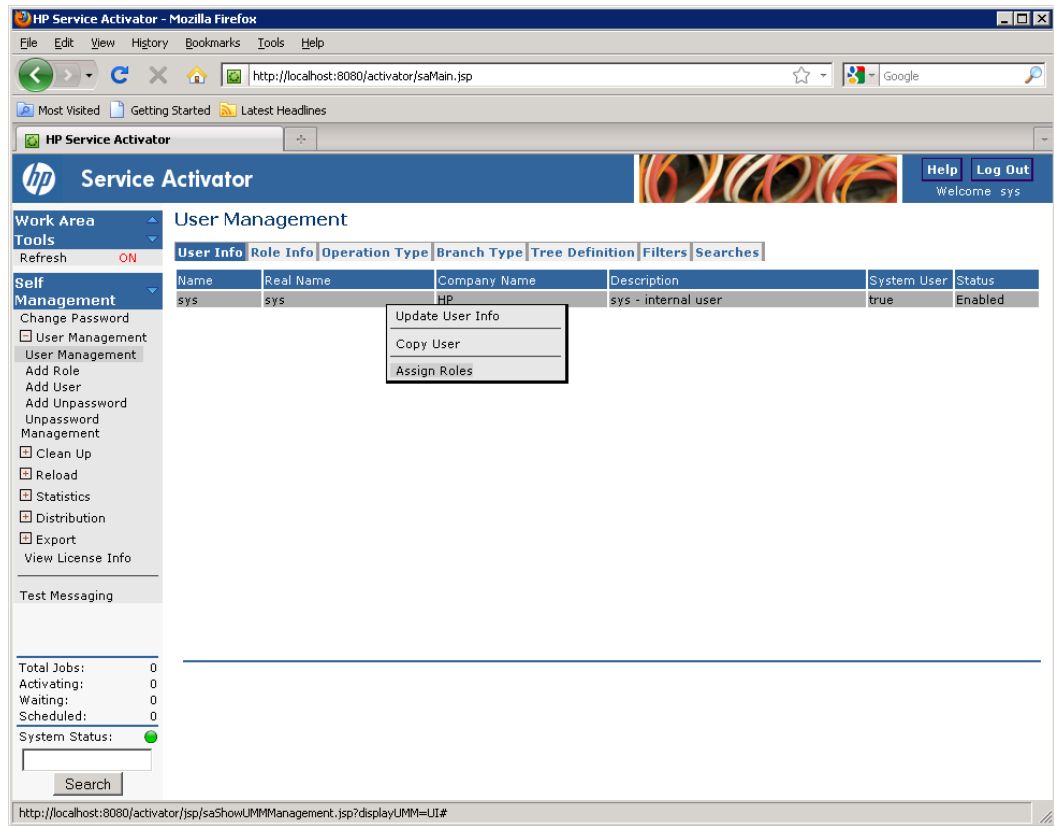 HP Service Activator - Mozilla Firefox
File Edit View History Bookmarks Tools Help
http://localhost:8080/activator/saMain.jsp
Google
Most Visited Getting Started Latest Headlines
HP Service Activator
hp Service Activator
Help Log Out
Welcome sys
Work Area
Tools
Refresh ON
Self
Management
Change Password
User Management
User Management
Add Role
Add User
Add Unpassword
Unpassword
Management
Clean Up
Reload
Statistics
Distribution
Export
View License Info
Test Messaging
Total Jobs: 0
Activating: 0
Waiting: 0
Scheduled: 0
System Status:
Search
User Management
User Info Role Info Operation Type Branch Type Tree Definition Filters Searches
Name Real Name Company Name Description System User Status
sys sys HP sys - internal user true Enabled
Update User Info
Copy User
Assign Roles
http://localhost:8080/activator/jsp/saShowUMMManagement.jsp?displayUMM=UI#